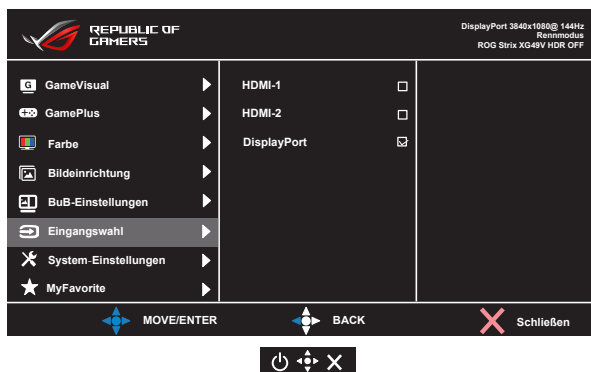 REPUBLIC OF
GAMERS
DisplayPort 3840x1080@ 144Hz
Rennmodus
ROG Strix XG49V HDR OFF
G GameVisual
GamePlus
Farbe
Bildeinrichtung
BuB-Einstellungen
Eingangswahl
System-Einstellungen
MyFavorite
HDMI-1
HDMI-2
DisplayPort
MOVE/ENTER
BACK
Schließen